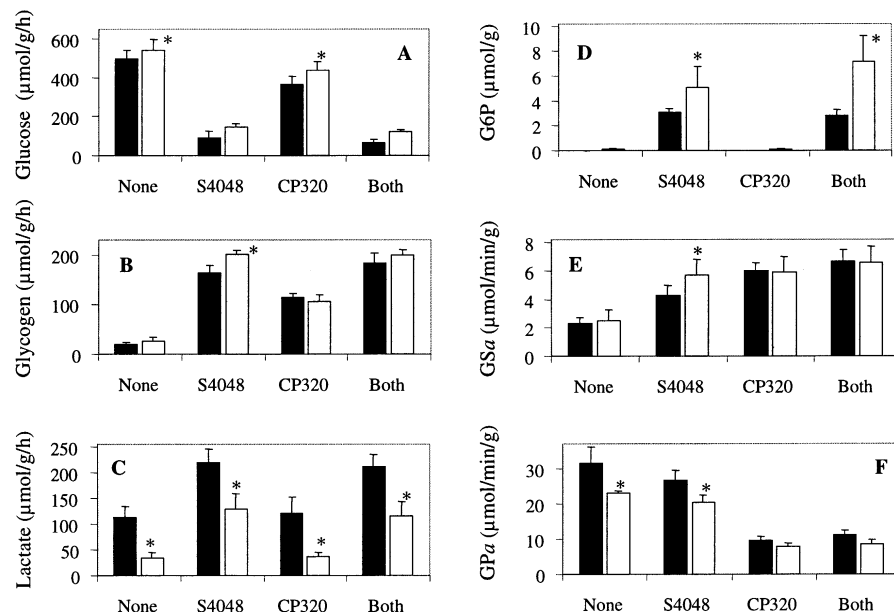 A
Glucose (µmol/g/h)
600
400
200
0
*
*
None S4048 CP320 Both
B
Glycogen (µmol/g/h)
200
100
0
*
None S4048 CP320 Both
C
Lactate (µmol/g/h)
250
200
150
100
50
0
*
*
*
*
None S4048 CP320 Both
D
G6P (µmol/g)
10
8
6
4
2
0
*
*
None S4048 CP320 Both
E
GSa (µmol/min/g)
8
6
4
2
0
*
None S4048 CP320 Both
F
GPa (µmol/min/g)
30
20
10
0
*
*
None S4048 CP320 Both